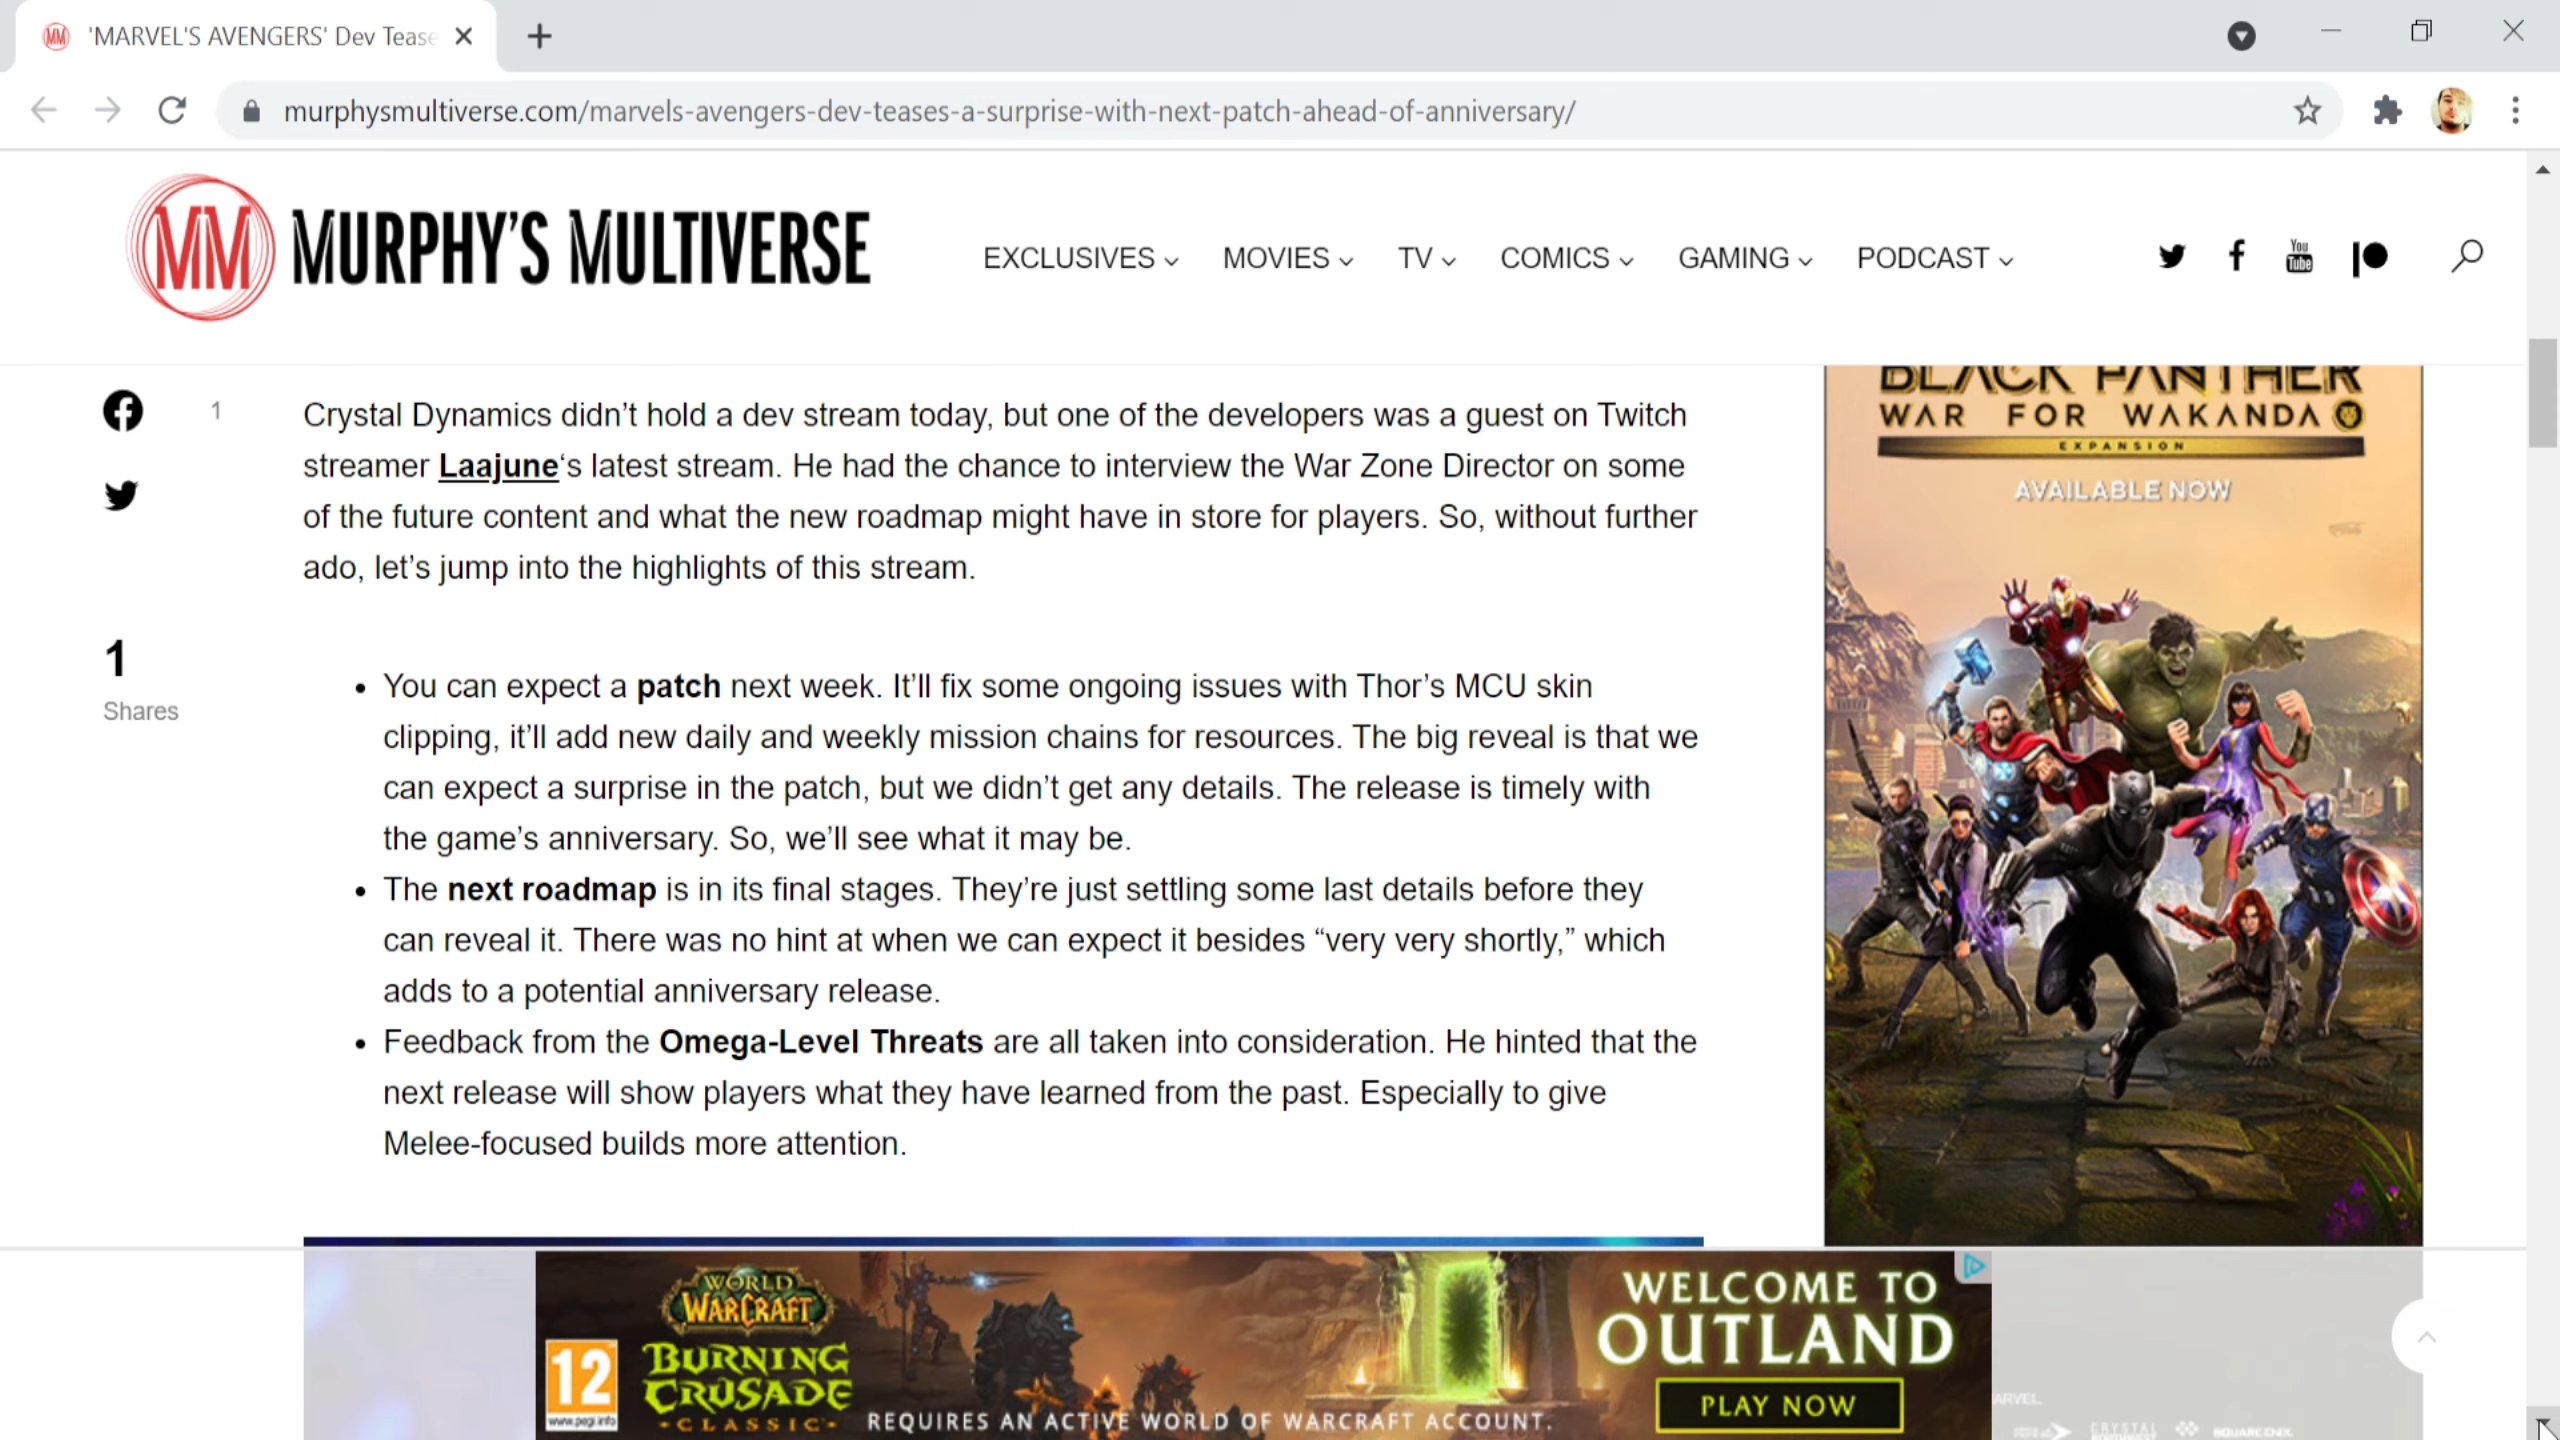 'MARVEL'S AVENGERS' Dev Tease
murphysmultiverse.com/marvels-avengers-dev-teases-a-surprise-with-next-patch-ahead-of-anniversary/
MM MURPHY'S MULTIVERSE
EXCLUSIVES MOVIES TV COMICS GAMING PODCAST
You Tube
1
Crystal Dynamics didn’t hold a dev stream today, but one of the developers was a guest on Twitch
streamer Laajune‘s latest stream. He had the chance to interview the War Zone Director on some
of the future content and what the new roadmap might have in store for players. So, without further
ado, let’s jump into the highlights of this stream.
1
Shares
• You can expect a patch next week. It’ll fix some ongoing issues with Thor’s MCU skin
clipping, it’ll add new daily and weekly mission chains for resources. The big reveal is that we
can expect a surprise in the patch, but we didn’t get any details. The release is timely with
the game’s anniversary. So, we’ll see what it may be.
• The next roadmap is in its final stages. They’re just settling some last details before they
can reveal it. There was no hint at when we can expect it besides “very very shortly,” which
adds to a potential anniversary release.
• Feedback from the Omega-Level Threats are all taken into consideration. He hinted that the
next release will show players what they have learned from the past. Especially to give
Melee-focused builds more attention.
BLACK PANTHER
WAR FOR WAKANDA
EXPANSION
AVAILABLE NOW
WORLD
WARCRAFT
BURNING
CRUSADE
CLASSIC
12
www.pegi.info
REQUIRES AN ACTIVE WORLD OF WARCRAFT ACCOUNT.
WELCOME TO
OUTLAND
PLAY NOW
CRYSTAL
SQUARE ENIX